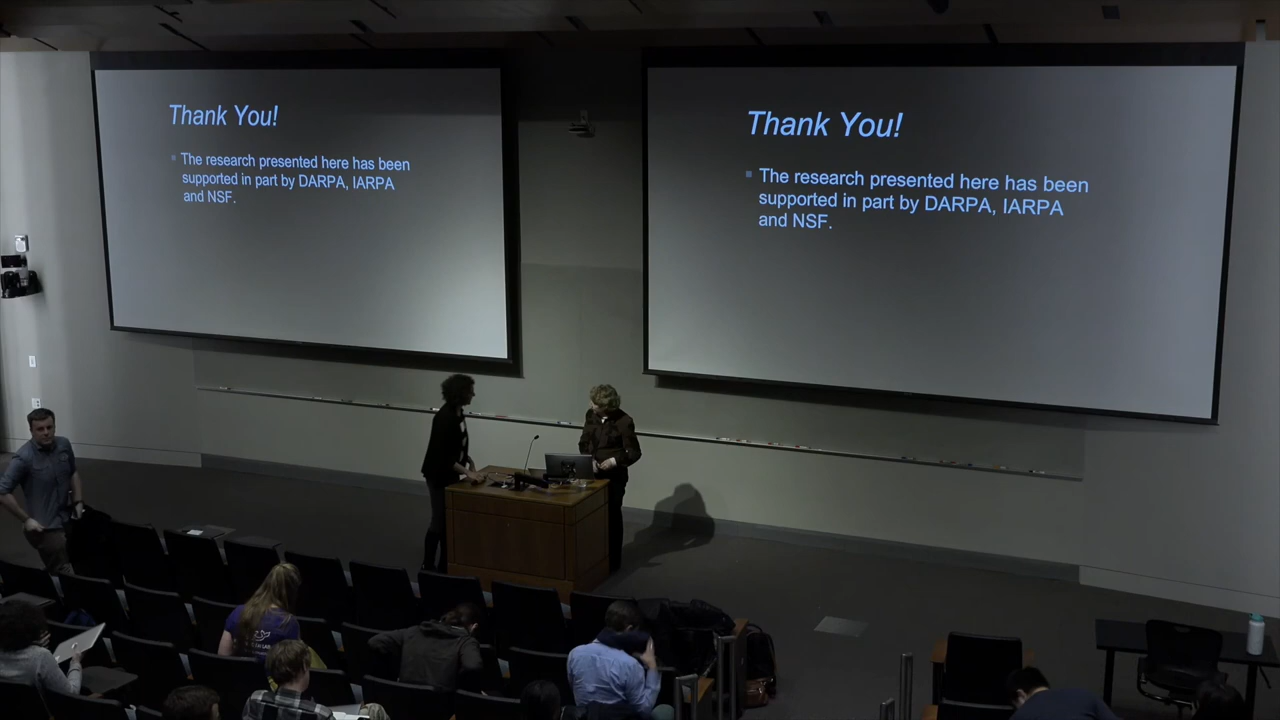 Thank You!
The research presented here has been
supported in part by DARPA, IARPA
and NSF.
Thank You!
The research presented here has been
supported in part by DARPA, IARPA
and NSF.